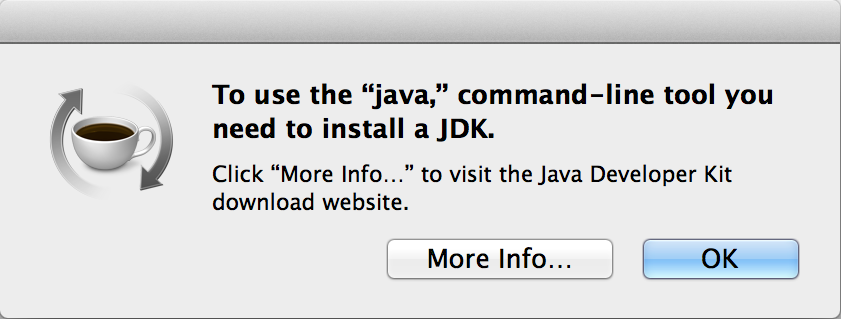 To use the “java,” command-line tool you
need to install a JDK.
Click “More Info…” to visit the Java Developer Kit
download website.
More Info…
OK